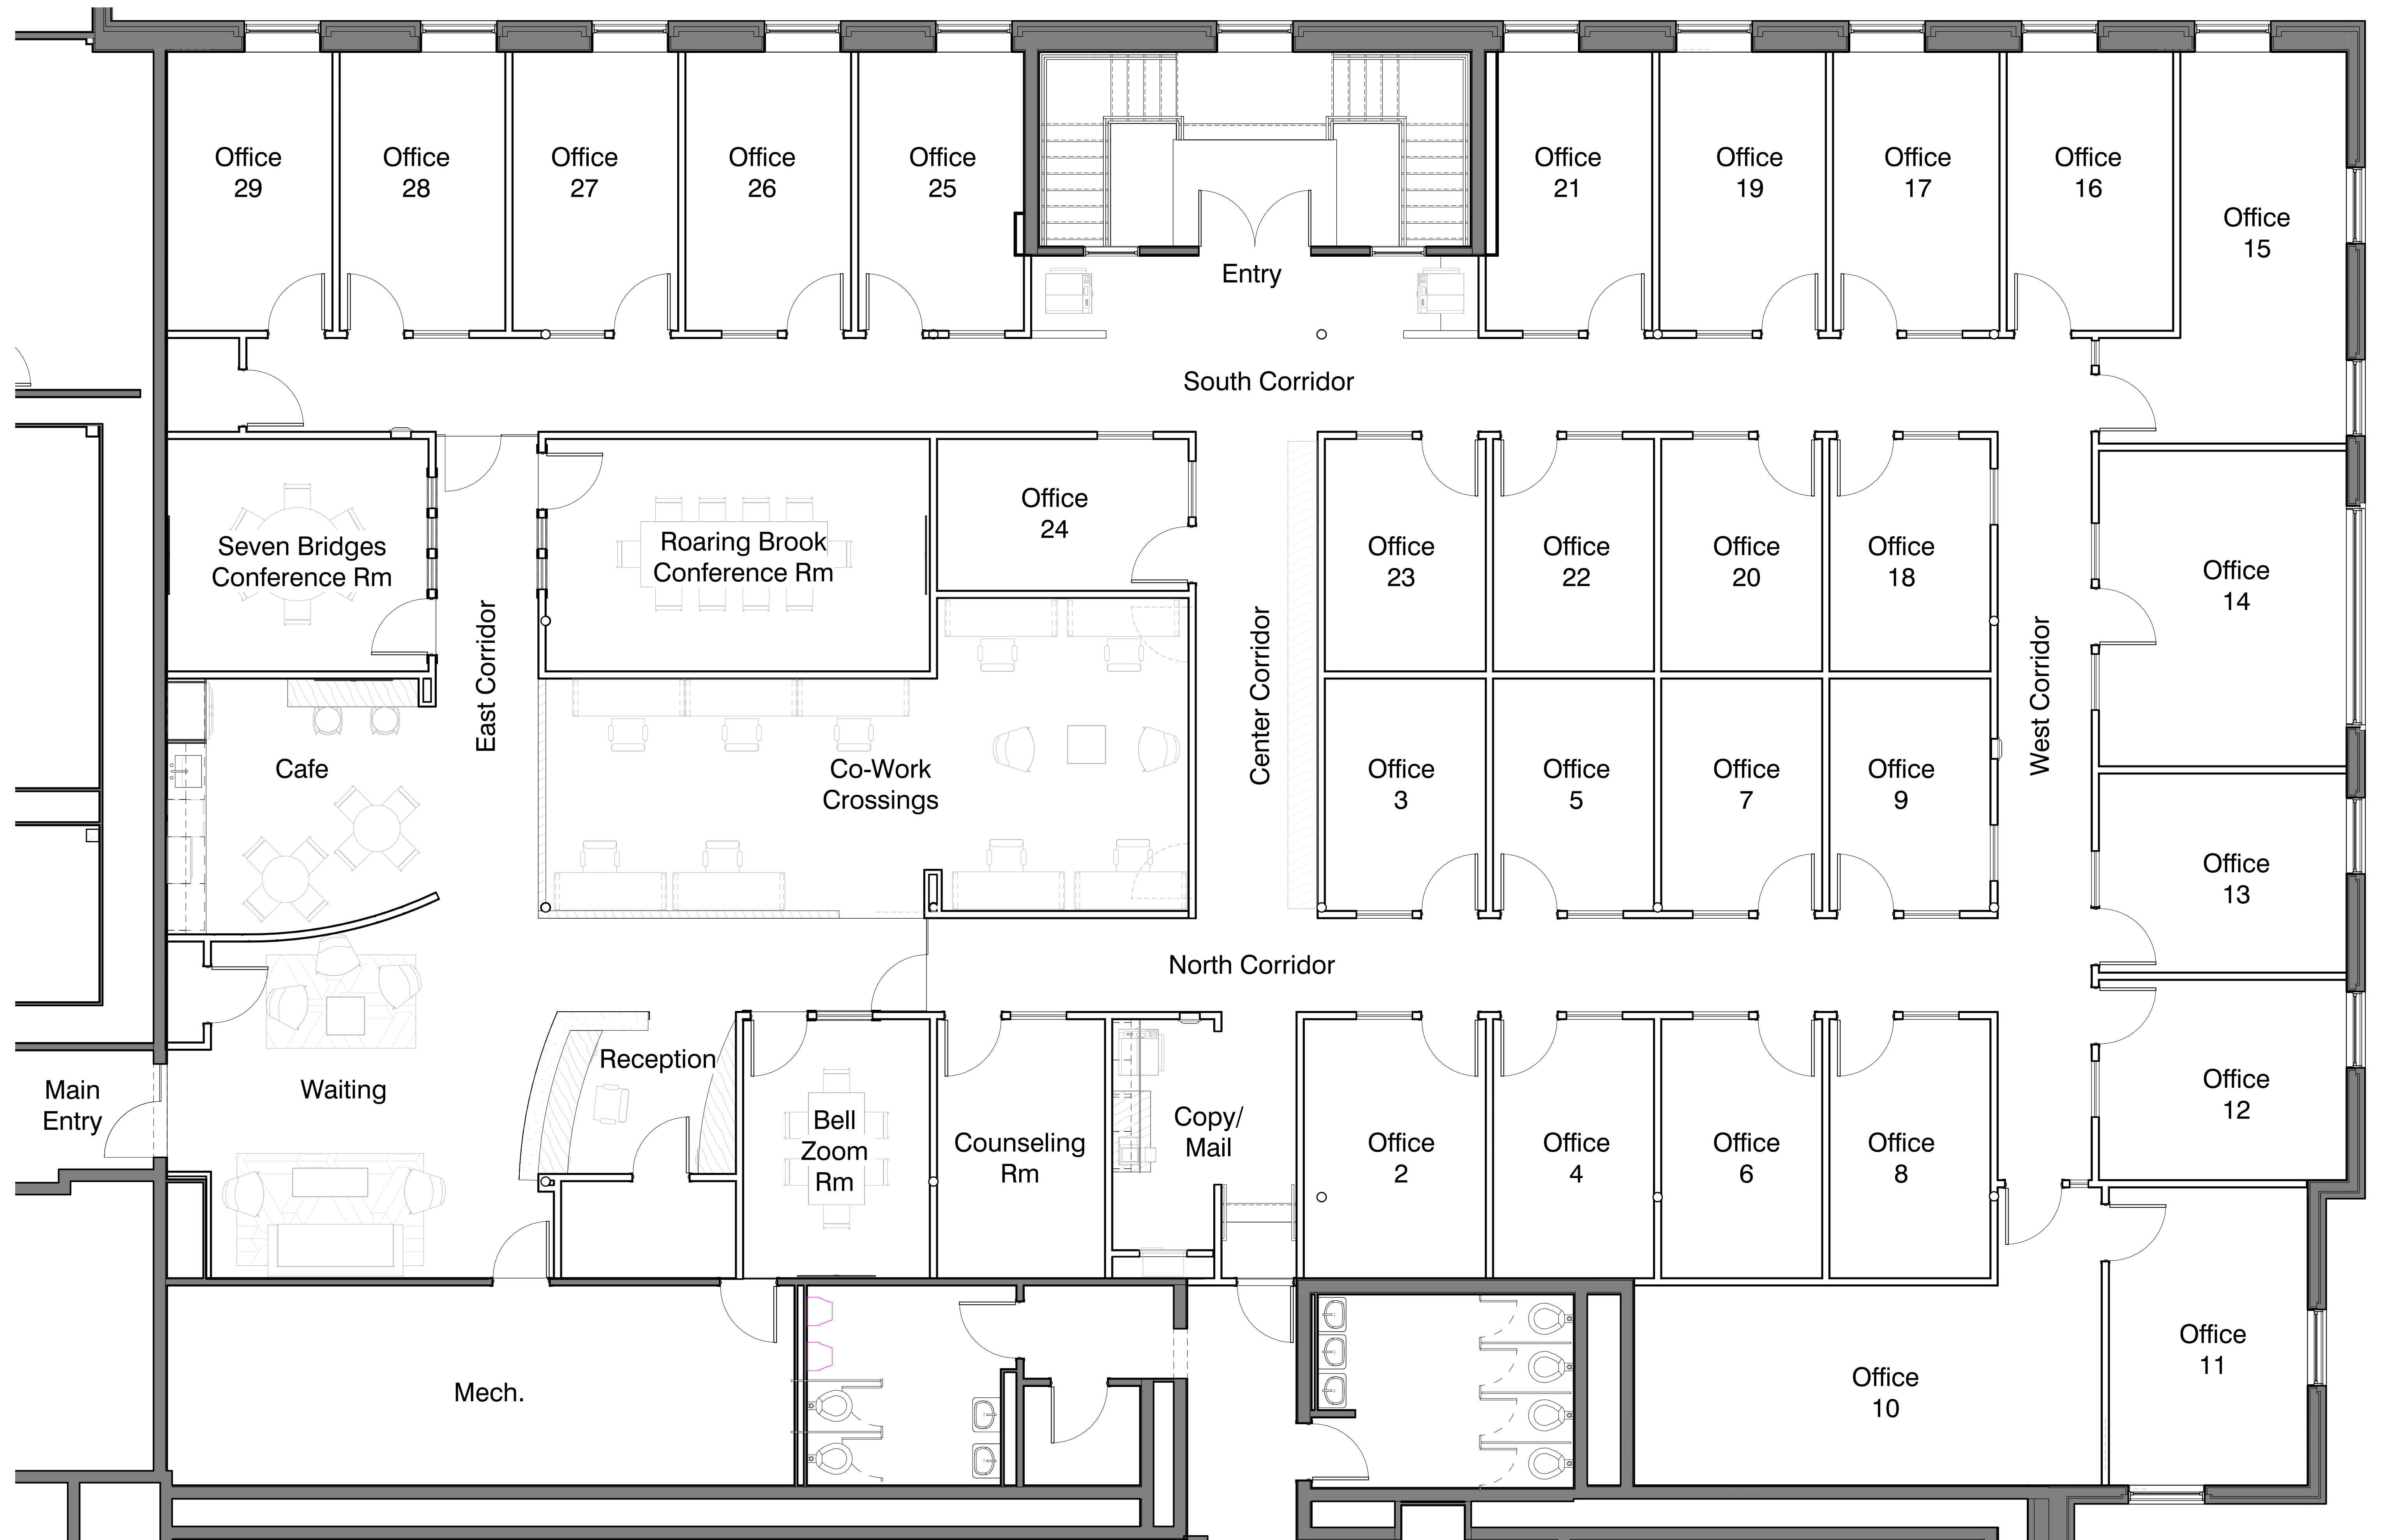 Office
29
Office
28
Office
27
Office
26
Office
25
Office
21
Office
19
Office
17
Office
16
Office
15
Entry
South Corridor
Seven Bridges
Conference Rm
East Corridor
Roaring Brook
Conference Rm
Office
24
Center Corridor
Office
23
Office
22
Office
20
Office
18
West Corridor
Office
14
Cafe
Co-Work
Crossings
Office
3
Office
5
Office
7
Office
9
Office
13
North Corridor
Main
Entry
Waiting
Reception
Bell
Zoom
Rm
Counseling
Rm
Copy/
Mail
Office
2
Office
4
Office
6
Office
8
Office
12
Mech.
Office
10
Office
11